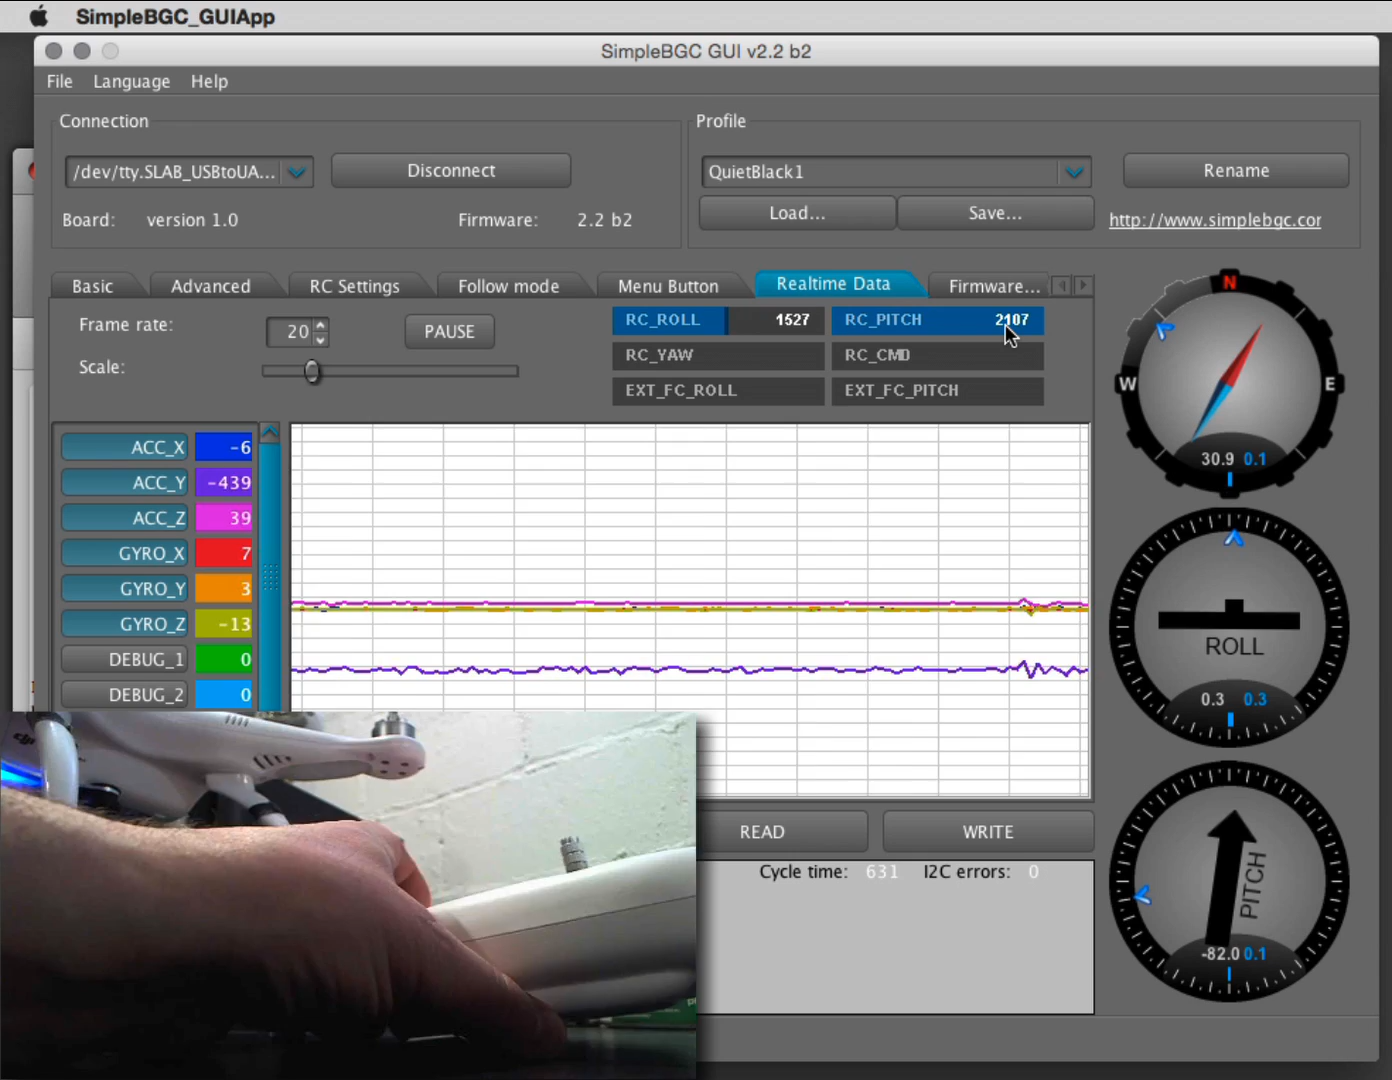 SimpleBGC_GUIApp
SimpleBGC GUI v2.2 b2
File Language Help
Connection
Profile
/dev/tty.SLAB_USBtoUA... Disconnect
QuietBlack1 Rename
Load... Save...
Board: version 1.0 Firmware: 2.2 b2
http://www.simplebgc.cor
Basic Advanced RC Settings Follow mode Menu Button Realtime Data Firmware...
Frame rate: 20 PAUSE
Scale:
RC_ROLL 1527 RC_PITCH 2107
RC_YAW RC_CMD
EXT_FC_ROLL EXT_FC_PITCH
ACC_X -6
ACC_Y -439
ACC_Z 39
GYRO_X 7
GYRO_Y 3
GYRO_Z -13
DEBUG_1 0
DEBUG_2 0
N
W E
30.9 0.1
ROLL
0.3 0.3
PITCH
-82.0 0.1
READ WRITE
Cycle time: 631 I2C errors: 0